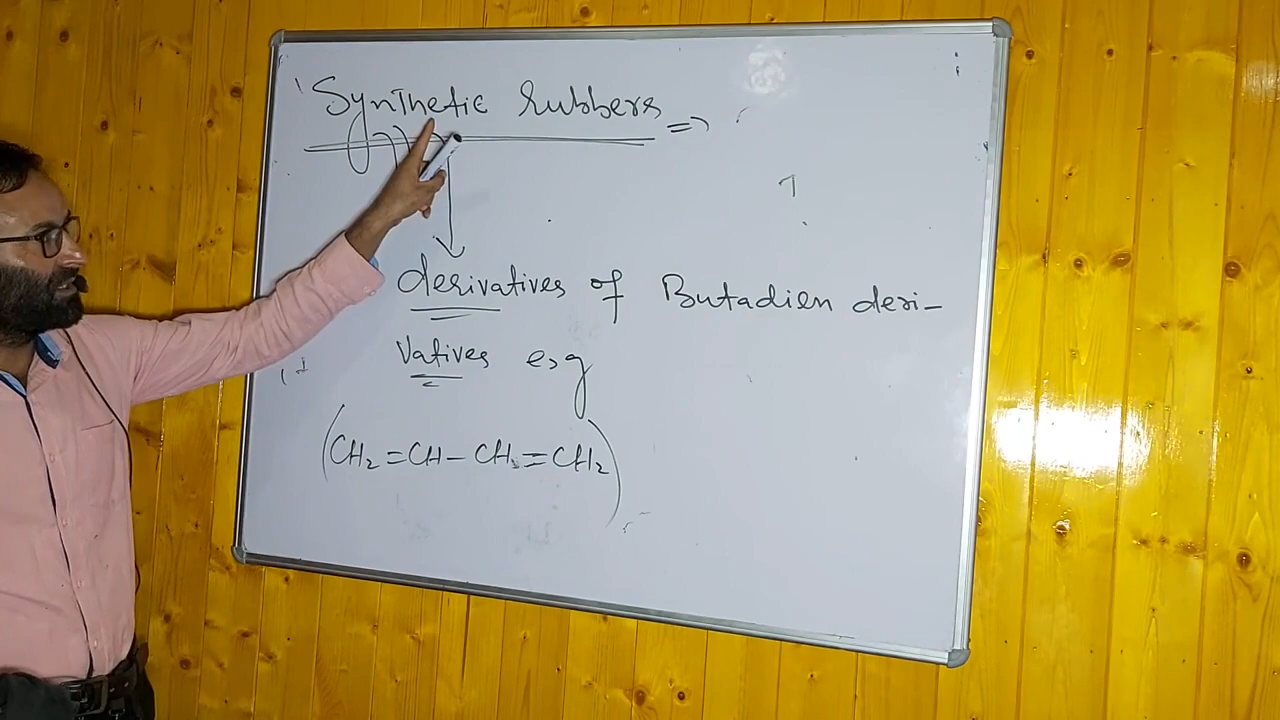 Synthetic Rubbers =>
derivatives of Butadien deri-
vatives e,g
(CH₂=CH-CH=CH₂)